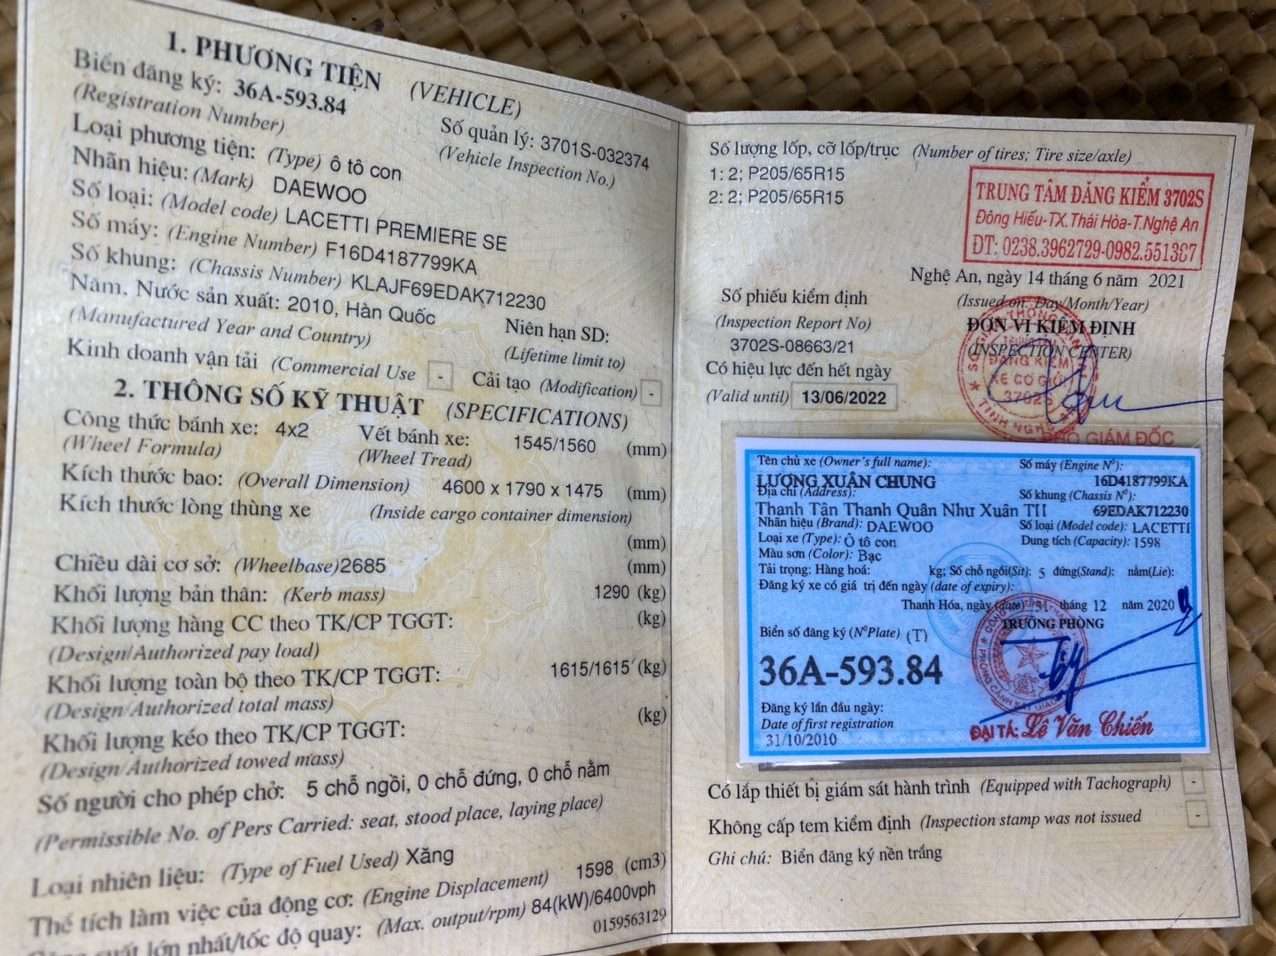 1. PHƯƠNG TIỆN (VEHICLE)
Biển đăng ký: 36A-593.84
(Registration Number)
Số quản lý: 3701S-032374
(Vehicle Inspection No.)
Loại phương tiện: (Type) ô tô con
Nhãn hiệu: (Mark) DAEWOO
Số loại: (Model code) LACETTI PREMIERE SE
Số máy: (Engine Number) F16D4187799KA
Số khung: (Chassis Number) KLAJF69EDAK712230
Năm, Nước sản xuất: 2010, Hàn Quốc
(Manufactured Year and Country)
Niên hạn SD:
(Lifetime limit to)
Kinh doanh vận tải (Commercial Use -
Cải tạo (Modification) -
2. THÔNG SỐ KỸ THUẬT (SPECIFICATIONS)
Công thức bánh xe: 4x2
(Wheel Formula)
Vết bánh xe: 1545/1560 (mm)
(Wheel Tread)
Kích thước bao: (Overall Dimension) 4600 x 1790 x 1475 (mm)
Kích thước lòng thùng xe (Inside cargo container dimension)
(mm)
Chiều dài cơ sở: (Wheelbase)2685 (mm)
Khối lượng bản thân: (Kerb mass) 1290 (kg)
Khối lượng hàng CC theo TK/CP TGGT: (kg)
(Design/Authorized pay load)
Khối lượng toàn bộ theo TK/CP TGGT: 1615/1615 (kg)
(Design/Authorized total mass)
Khối lượng kéo theo TK/CP TGGT: (kg)
(Design/Authorized towed mass)
Số người cho phép chở: 5 chỗ ngồi, 0 chỗ đứng, 0 chỗ nằm
(Permissible No. of Pers Carried: seat, stood place, laying place)
Loại nhiên liệu: (Type of Fuel Used) Xăng
Thể tích làm việc của động cơ: (Engine Displacement) 1598 (cm3)
suất lớn nhất/tốc độ quay: (Max. output/rpm) 84(kW)/6400vph
0159563129
Số lượng lốp, cỡ lốp/trục (Number of tires; Tire size/axle)
1: 2; P205/65R15
2: 2; P205/65R15
TRUNG TÂM ĐĂNG KIỂM 3702S
Đông Hiếu-TX.Thái Hòa-T.Nghệ An
ĐT: 0238.3962729-0982.551387
Nghệ An, ngày 14 tháng 6 năm 2021
(Issued on: Day/Month/Year)
Số phiếu kiểm định
(Inspection Report No)
3702S-08663/21
ĐƠN VỊ KIỂM ĐỊNH
(INSPECTION CENTER)
ĐĂNG KIỂM
XE CƠ GIỚI
3702S
Có hiệu lực đến hết ngày
(Valid until) 13/06/2022
PHÓ GIÁM ĐỐC
Tên chủ xe (Owner's full name):
LƯƠNG XUÂN CHUNG
Địa chỉ (Address):
Thanh Tân Thanh Quân Như Xuân TH
Nhãn hiệu (Brand): DAEWOO
Loại xe (Type): Ô tô con
Màu sơn (Color): Bạc
Số máy (Engine N°):
16D4187799KA
Số khung (Chassis N°):
69EDAK712230
Số loại (Model code): LACETTI
Dung tích (Capacity): 1598
Tải trọng: Hàng hoá: kg; Số chỗ ngồi(Sit): 5 đứng(Stand): nằm(Lie):
Đăng ký xe có giá trị đến ngày (date of expiry):
Thanh Hóa, ngày (date) 31 tháng 12 năm 2020
TRƯỞNG PHÒNG
Biển số đăng ký (N°Plate) (T)
36A-593.84
Đăng ký lần đầu ngày:
Date of first registration
31/10/2010
ĐẠI TÁ: Lê Văn Chiến
Có lắp thiết bị giám sát hành trình (Equipped with Tachograph) -
Không cấp tem kiểm định (Inspection stamp was not issued -
Ghi chú: Biển đăng ký nền trắng